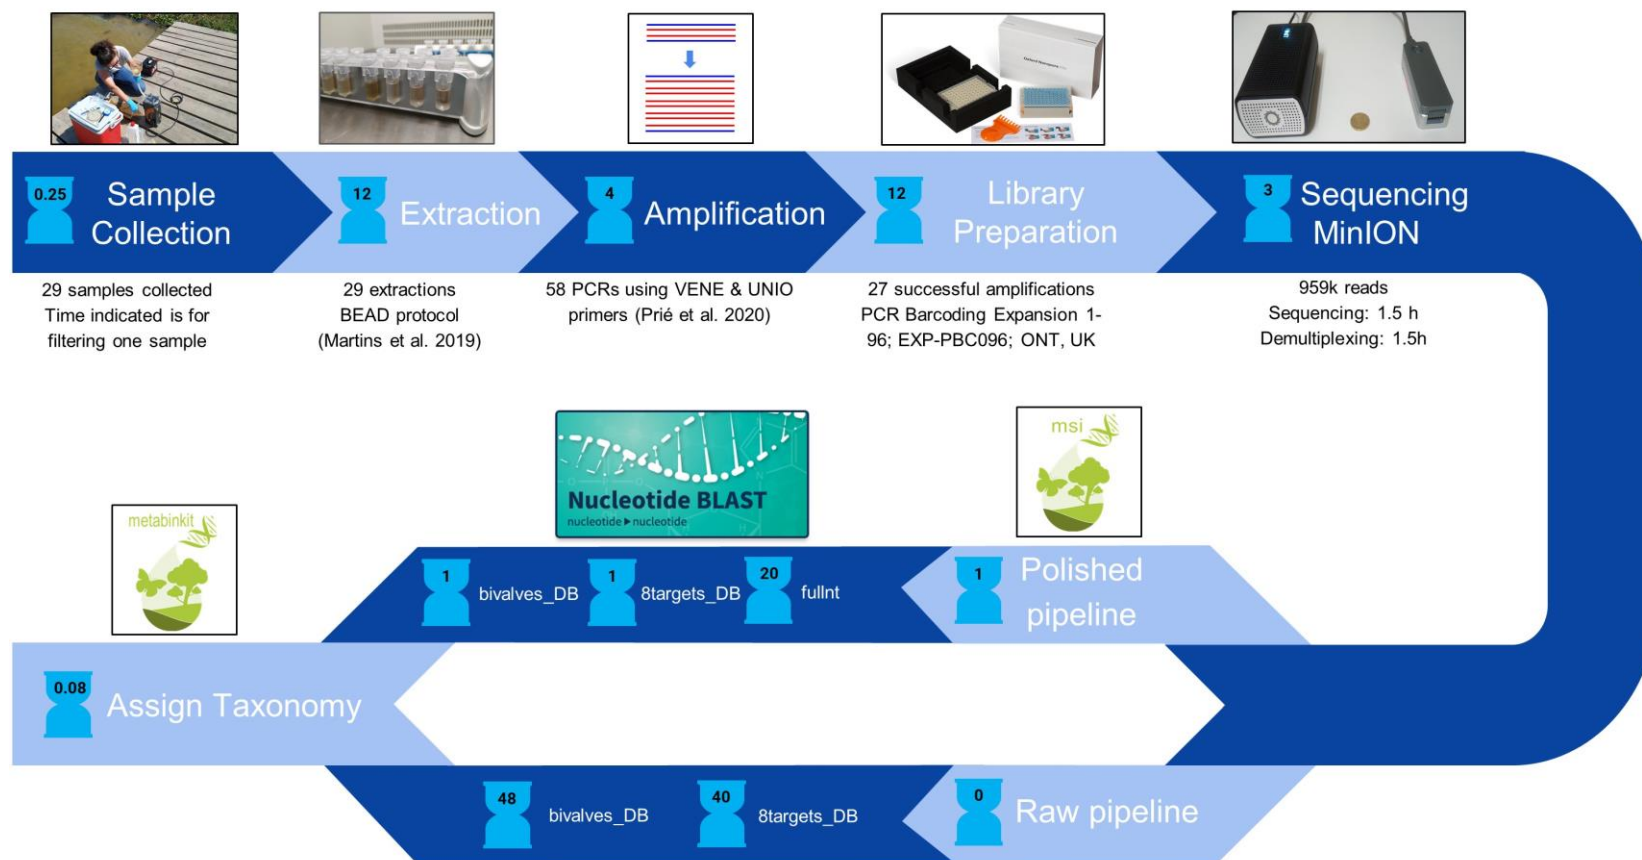 0.25
Sample
Collection
12
Extraction
4
Amplification
12
Library
Preparation
3
Sequencing
MinION
29 samples collected
Time indicated is for
filtering one sample
29 extractions
BEAD protocol
(Martins et al. 2019)
58 PCRs using VENE & UNIO
primers (Prié et al. 2020)
27 successful amplifications
PCR Barcoding Expansion 1-
96; EXP-PBC096; ONT, UK
959k reads
Sequencing: 1.5 h
Demultiplexing: 1.5h
msi
Nucleotide BLAST
nucleotide ▸ nucleotide
metabinkit
1
bivalves_DB
1
8targets_DB
20
fullnt
1
Polished
pipeline
0.08
Assign Taxonomy
48
bivalves_DB
40
8targets_DB
0
Raw pipeline